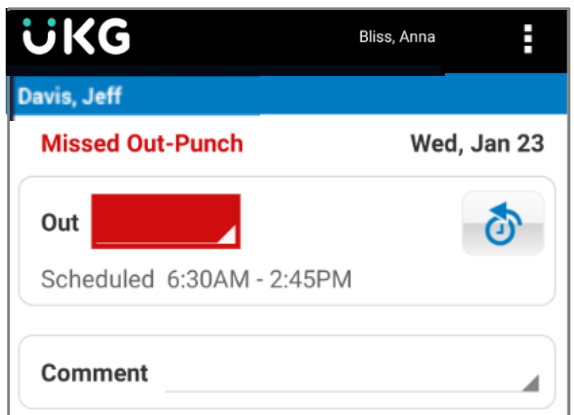 UKG Bliss, Anna
Davis, Jeff
Missed Out-Punch Wed, Jan 23
Out
Scheduled 6:30AM - 2:45PM
Comment